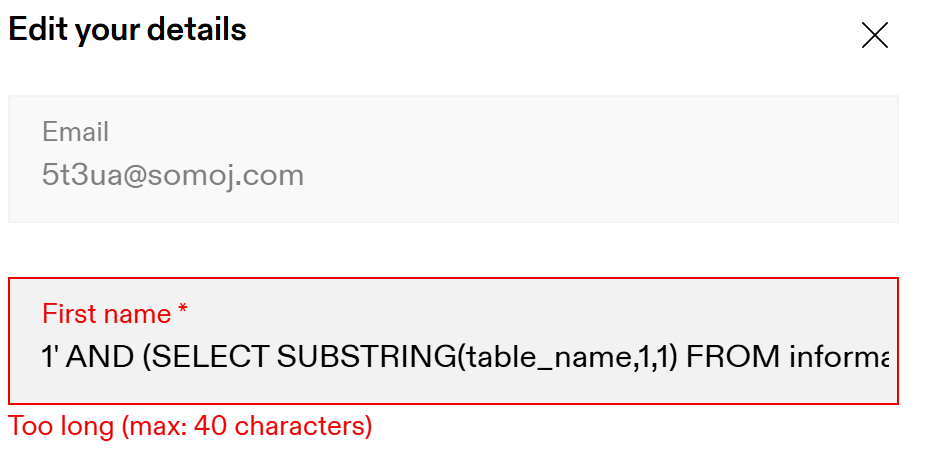 Edit your details
Email
5t3ua@somoj.com
First name *
1' AND (SELECT SUBSTRING(table_name,1,1) FROM informa
Too long (max: 40 characters)